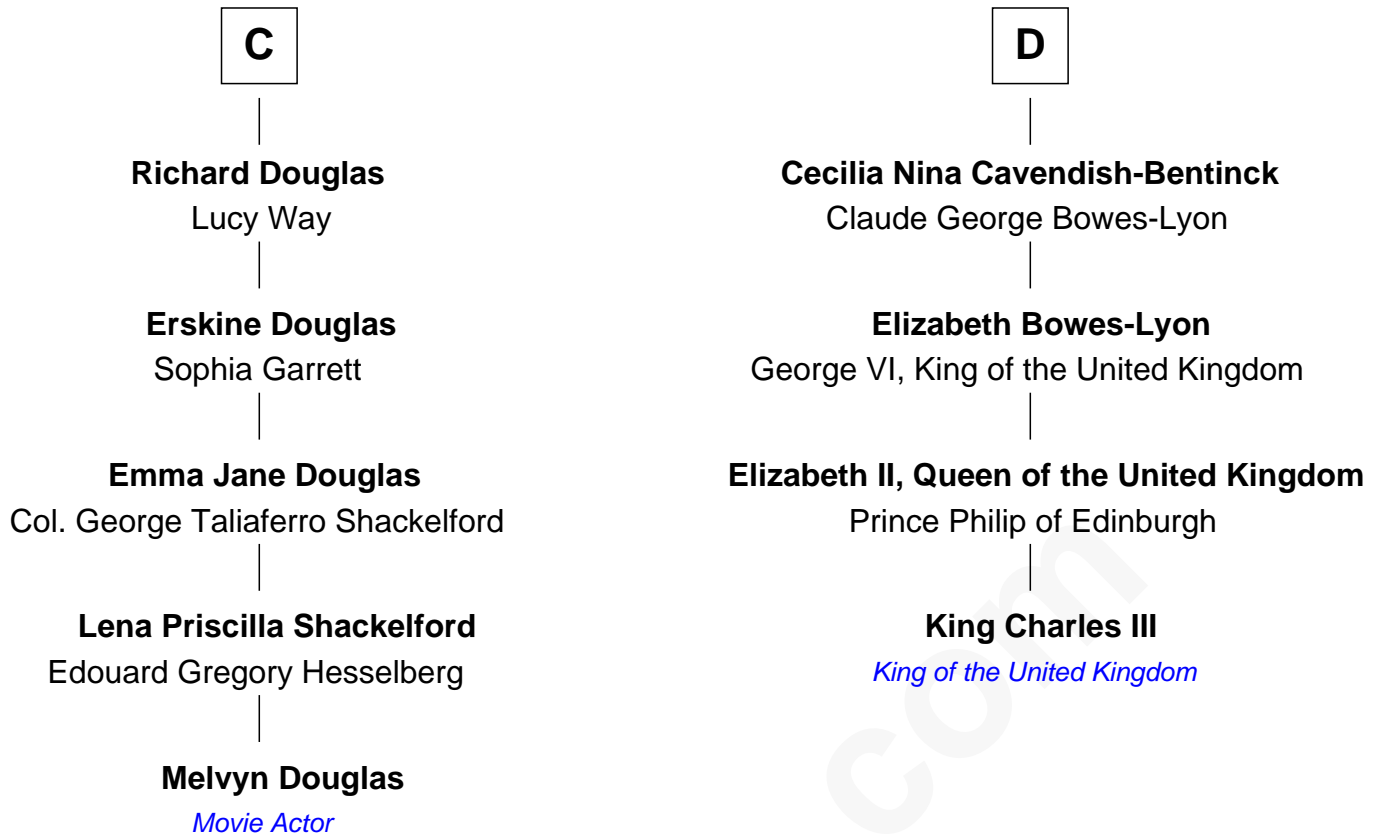 C
Richard Douglas
Lucy Way
Erskine Douglas
Sophia Garrett
Emma Jane Douglas
Col. George Taliaferro Shackelford
Lena Priscilla Shackelford
Edouard Gregory Hesselberg
Melvyn Douglas
Movie Actor
D
Cecilia Nina Cavendish-Bentinck
Claude George Bowes-Lyon
Elizabeth Bowes-Lyon
George VI, King of the United Kingdom
Elizabeth II, Queen of the United Kingdom
Prince Philip of Edinburgh
King Charles III
King of the United Kingdom
com